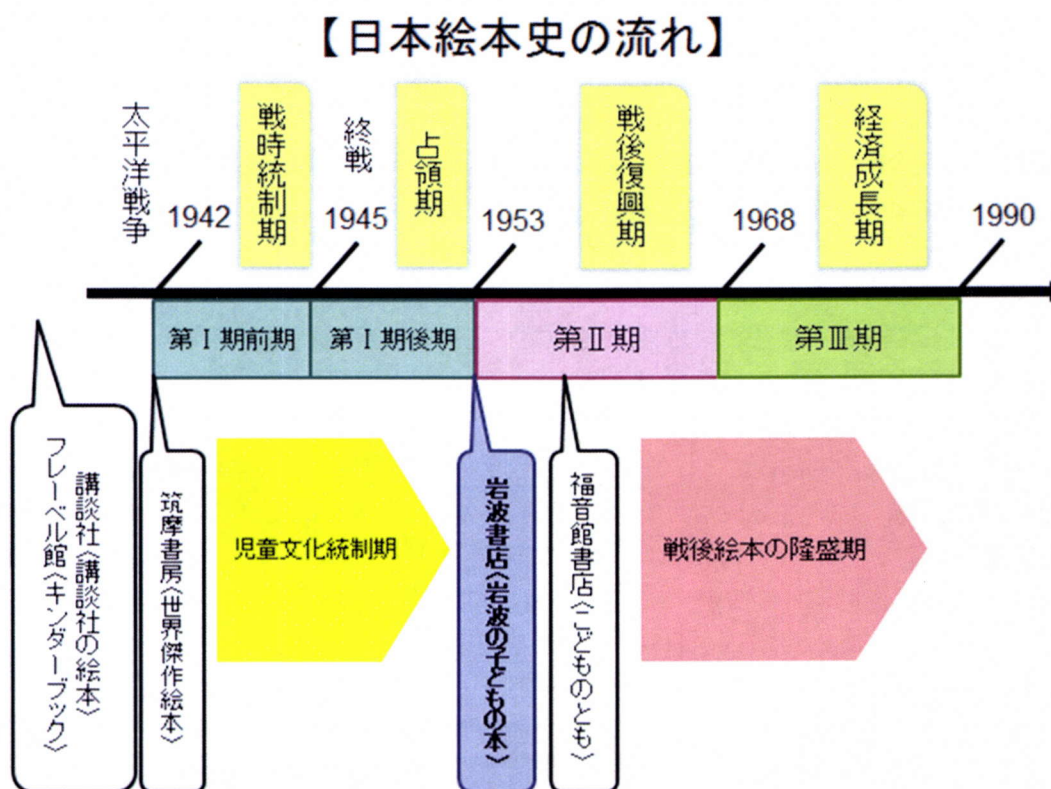 【日本絵本史の流れ】
太平洋戦争
戦時統制期
終戦
占領期
戦後復興期
経済成長期
1942
1945
1953
1968
1990
第Ⅰ期前期
第Ⅰ期後期
第Ⅱ期
第Ⅲ期
講談社〈講談社の絵本〉
フレーベル館〈キンダーブック〉
筑摩書房〈世界傑作絵本〉
児童文化統制期
岩波書店〈岩波の子どもの本〉
福音館書店〈こどものとも〉
戦後絵本の隆盛期